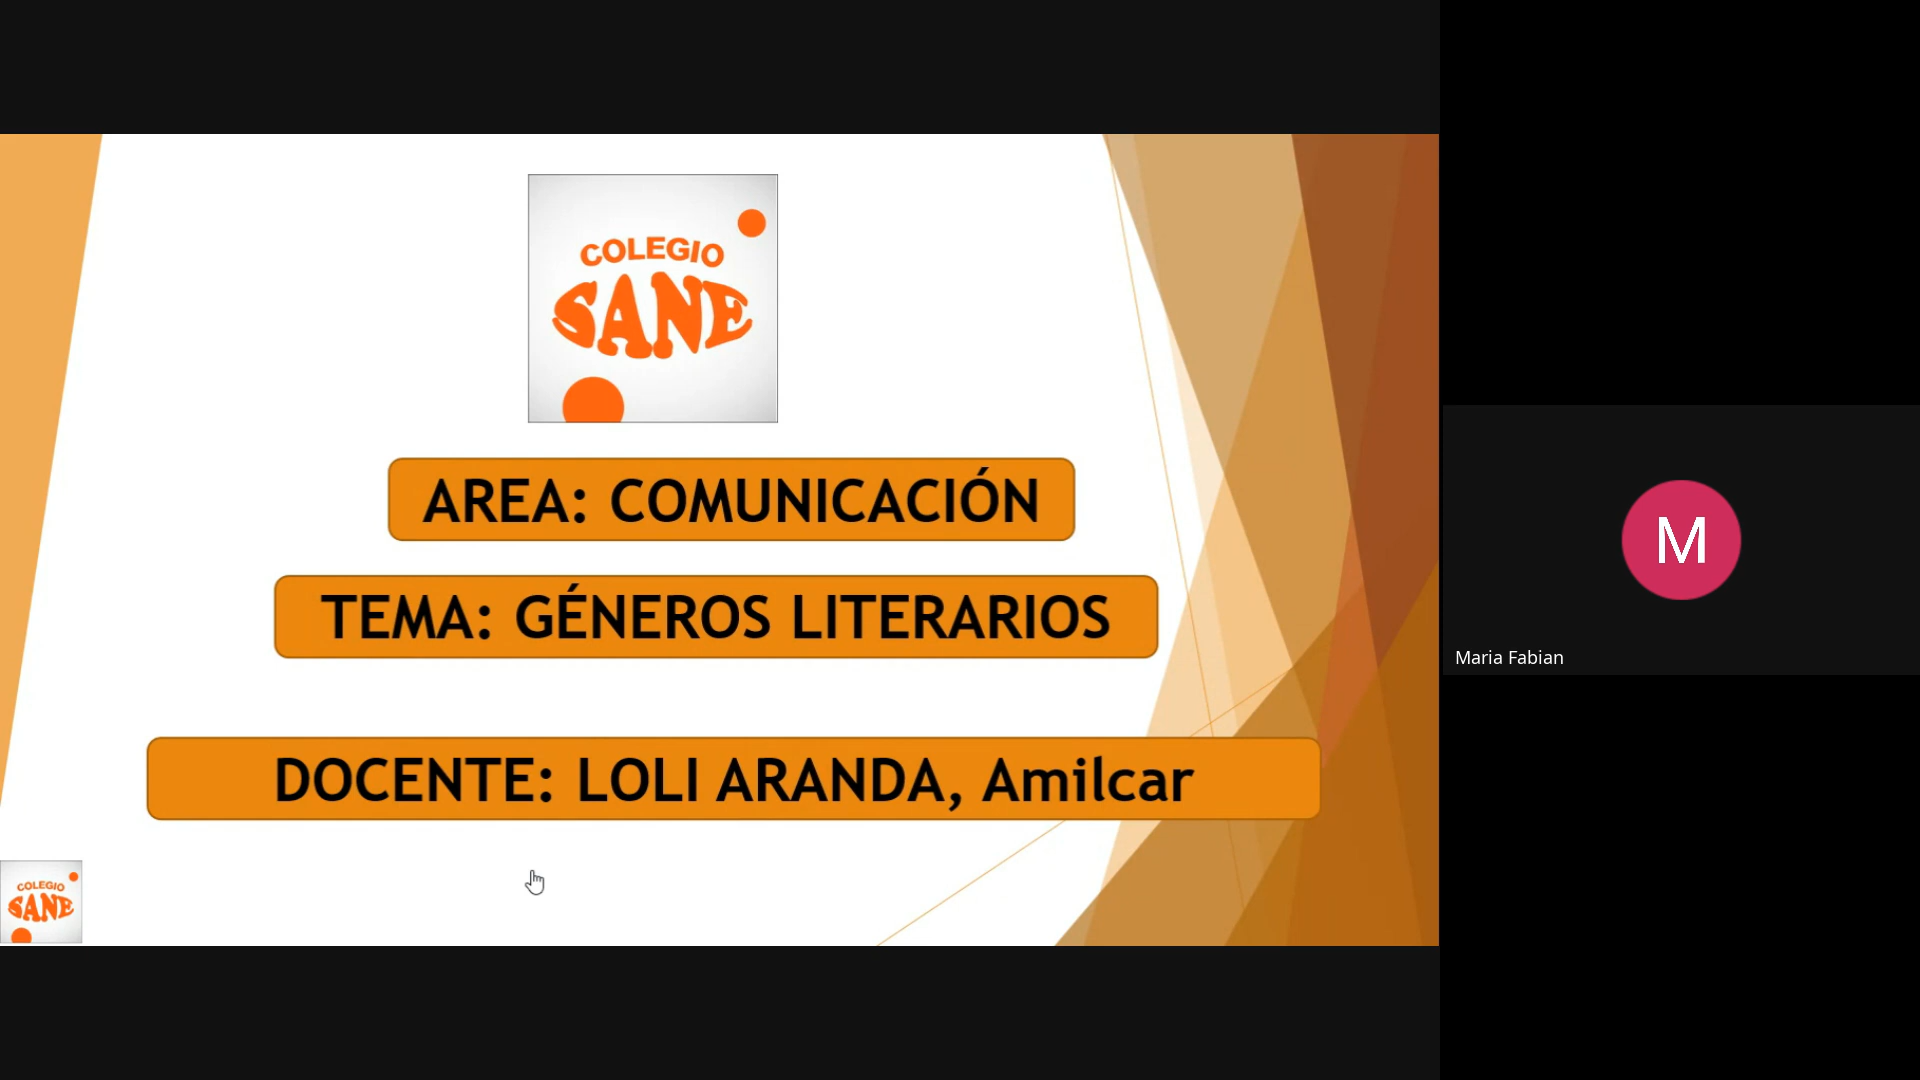 COLEGIO
SANE
AREA: COMUNICACIÓN
TEMA: GÉNEROS LITERARIOS
DOCENTE: LOLI ARANDA, Amilcar
COLEGIO
SANE
M
Maria Fabian